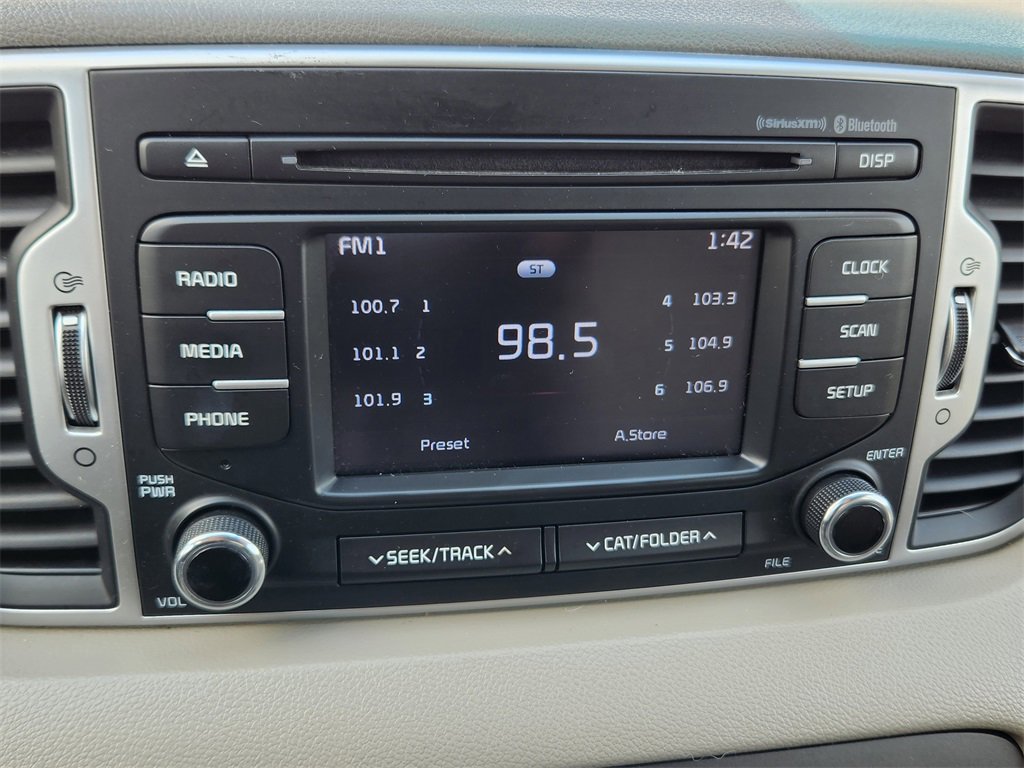 ((SiriusXM)) Bluetooth
DISP
FM1 1:42
ST
RADIO
MEDIA
PHONE
100.7 1
101.1 2
101.9 3
98.5
4 103.3
5 104.9
6 106.9
Preset A.Store
CLOCK
SCAN
SETUP
PUSH
PWR
VOL
SEEK/TRACK
CAT/FOLDER
ENTER
FILE